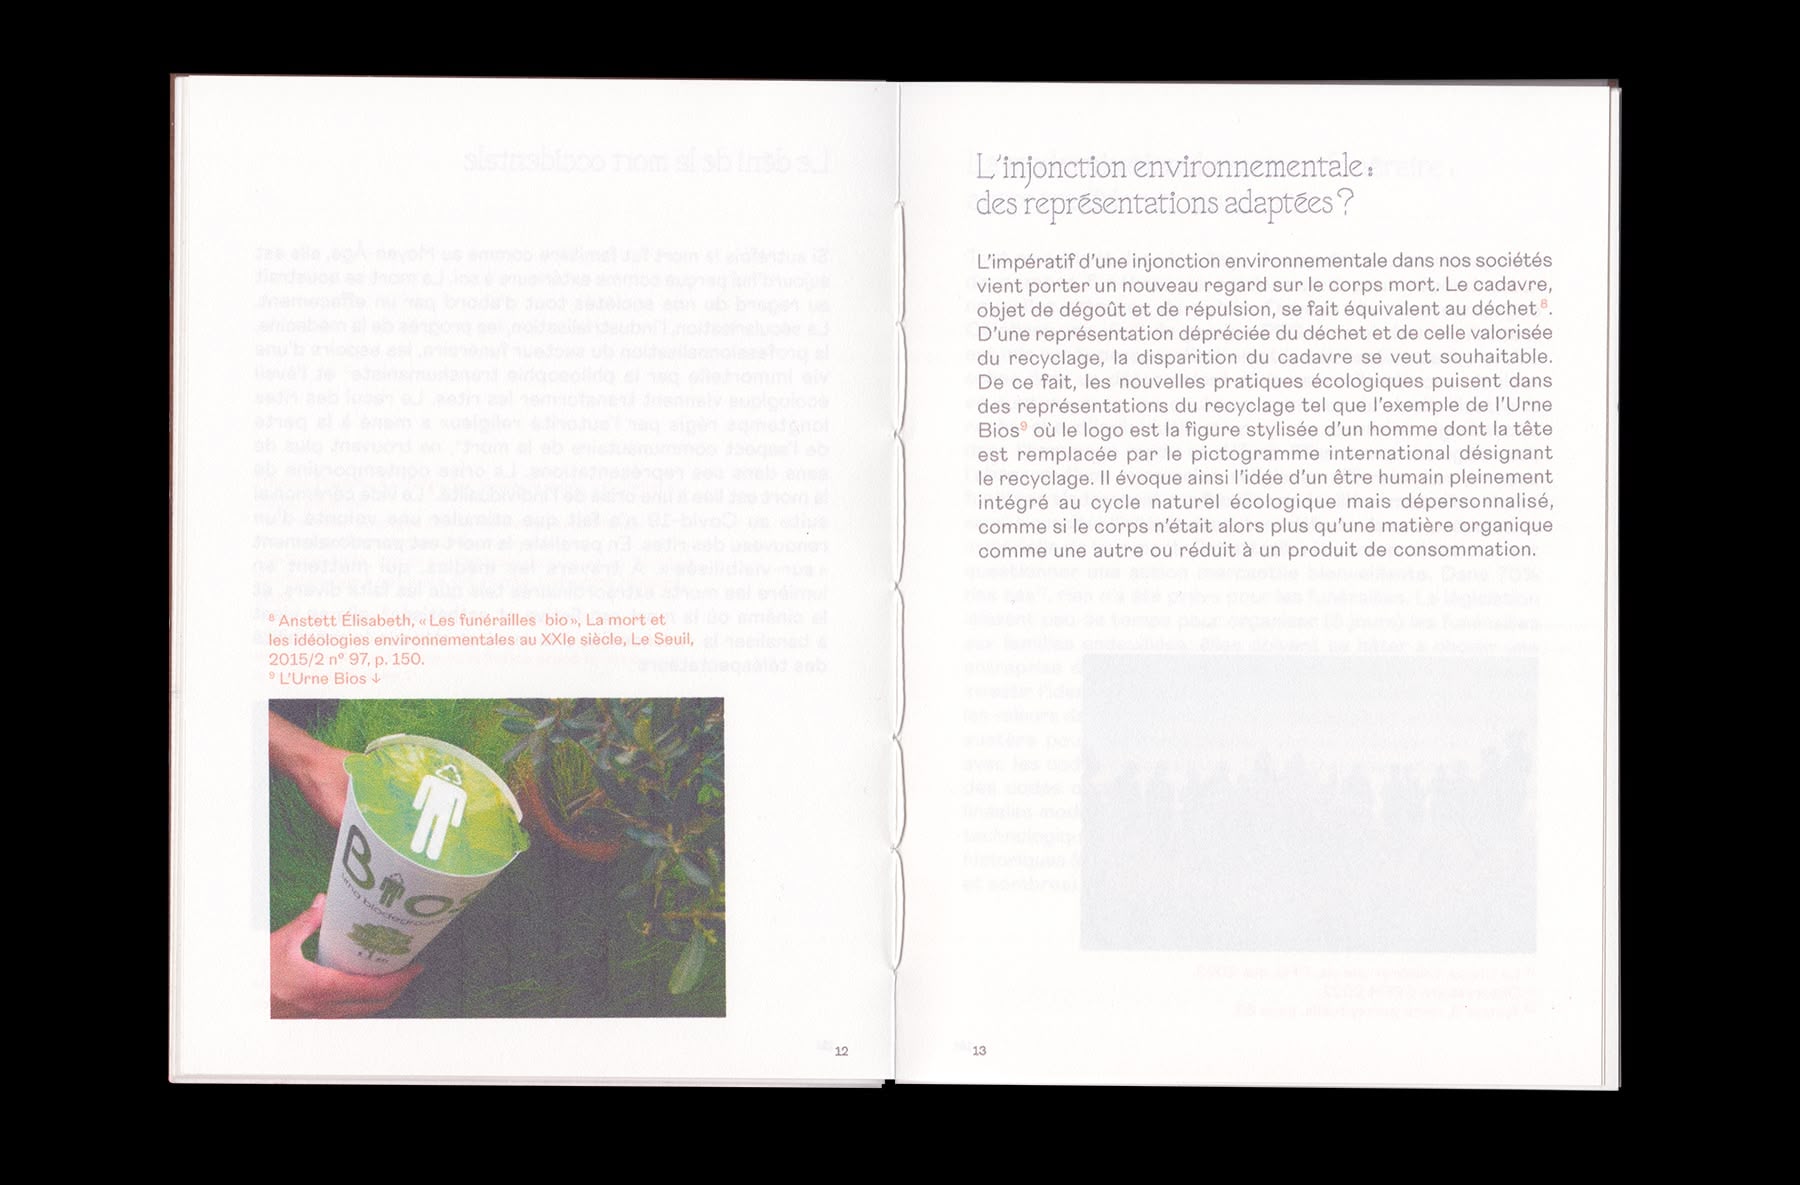 ⁸ Anstett Élisabeth, « Les funérailles bio », La mort et
les idéologies environnementales au XXIe siècle, Le Seuil,
2015/2 n° 97, p. 150.
⁹ L’Urne Bios ↓
Bios
urna biodegradable
12
L’injonction environnementale :
des représentations adaptées ?
L’impératif d’une injonction environnementale dans nos sociétés
vient porter un nouveau regard sur le corps mort. Le cadavre,
objet de dégoût et de répulsion, se fait équivalent au déchet ⁸.
D’une représentation dépréciée du déchet et de celle valorisée
du recyclage, la disparition du cadavre se veut souhaitable.
De ce fait, les nouvelles pratiques écologiques puisent dans
des représentations du recyclage tel que l’exemple de l’Urne
Bios⁹ où le logo est la figure stylisée d’un homme dont la tête
est remplacée par le pictogramme international désignant
le recyclage. Il évoque ainsi l’idée d’un être humain pleinement
intégré au cycle naturel écologique mais dépersonnalisé,
comme si le corps n’était alors plus qu’une matière organique
comme une autre ou réduit à un produit de consommation.
13